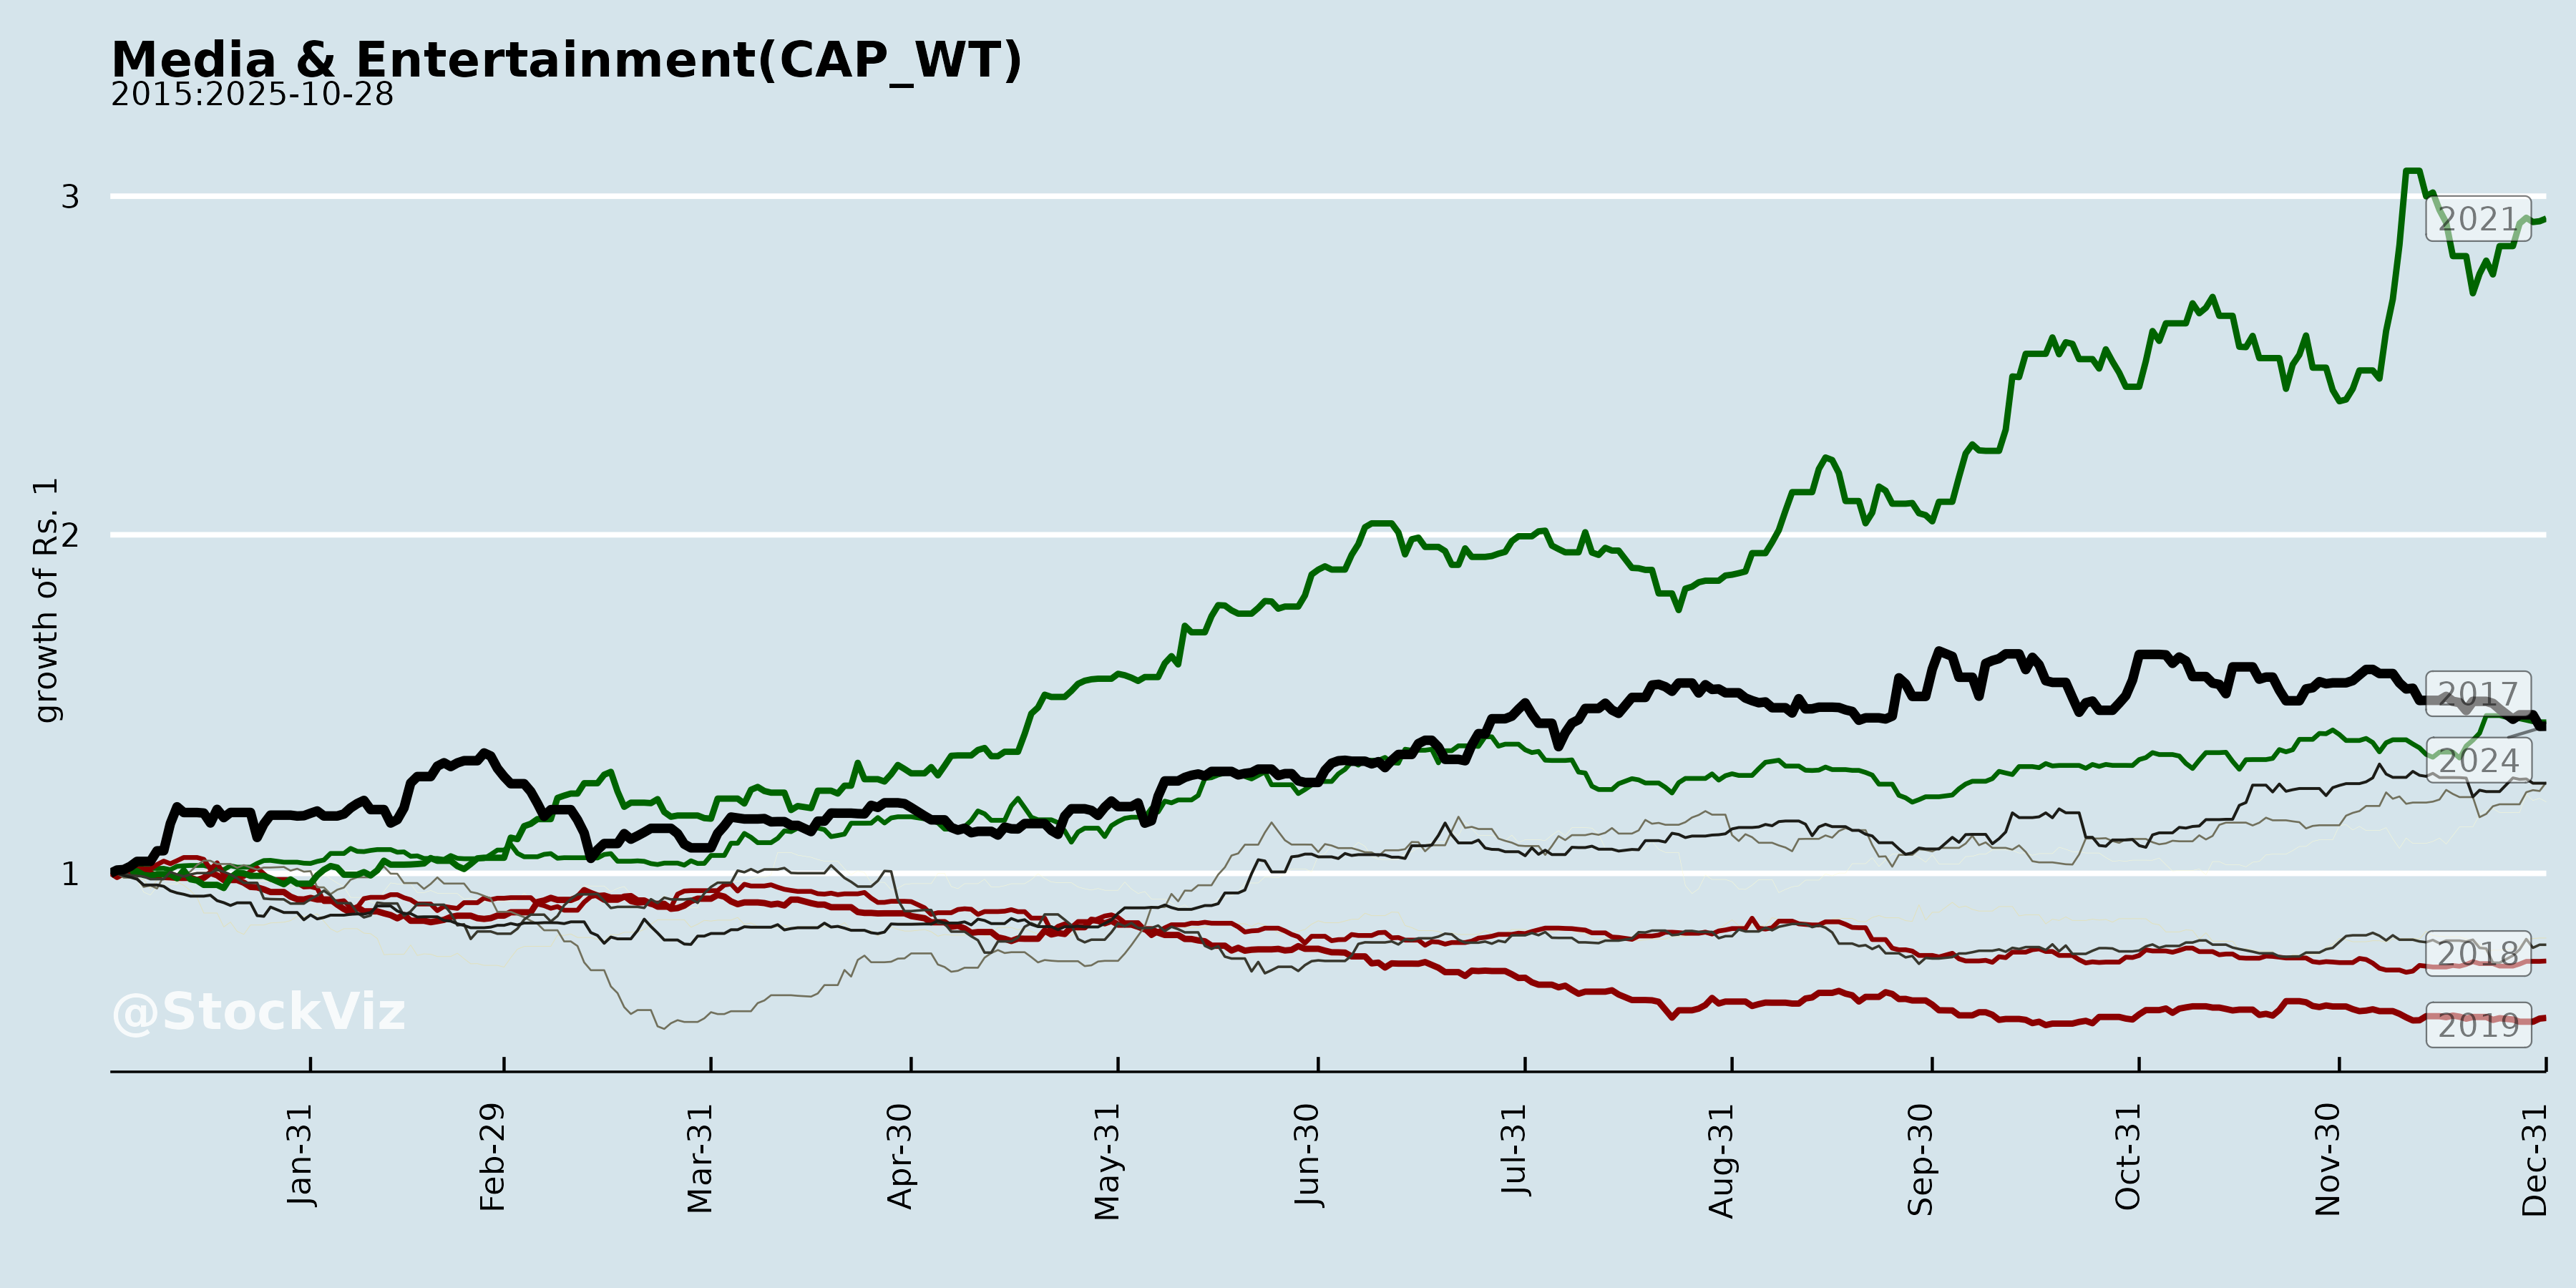 Media & Entertainment(CAP_WT)
2015:2025-10-28
3
2
1
growth of Rs. 1
2021
2017
2024
2018
2019
@StockViz
Jan-31
Feb-29
Mar-31
Apr-30
May-31
Jun-30
Jul-31
Aug-31
Sep-30
Oct-31
Nov-30
Dec-31